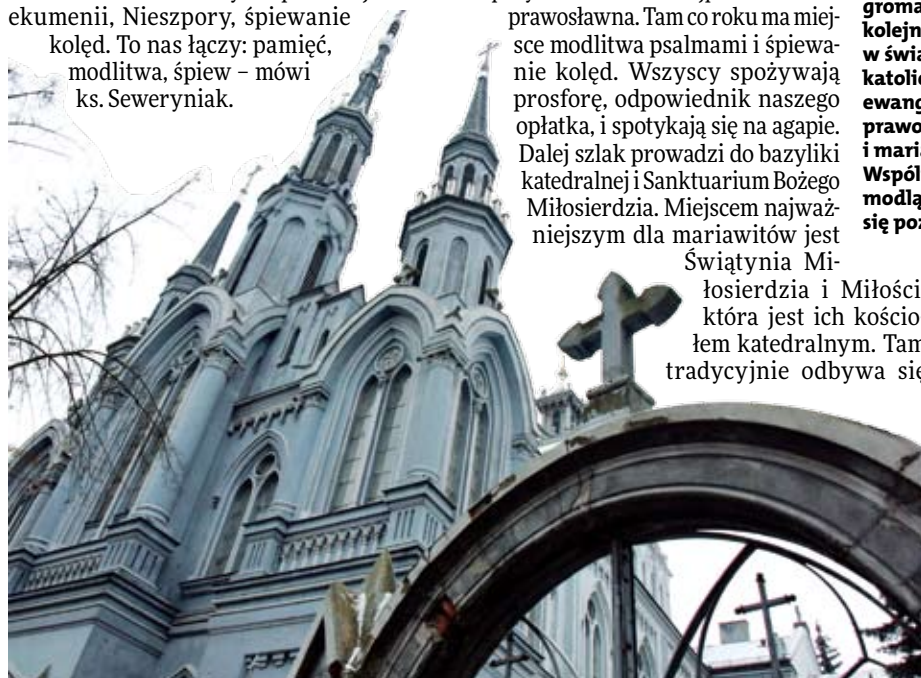 ekumenii, Nieszpory, śpiewanie
kolęd. To nas łączy: pamięć,
modlitwa, śpiew – mówi
ks. Seweryniak.
prawosławna. Tam co roku ma miej-
sce modlitwa psalmami i śpiewa-
nie kolęd. Wszyscy spożywają
prosforę, odpowiednik naszego
opłatka, i spotykają się na agapie.
Dalej szlak prowadzi do bazyliki
katedralnej i Sanktuarium Bożego
Miłosierdzia. Miejscem najważ-
niejszym dla mariawitów jest
Świątynia Mi-
łosierdzia i Miłości
która jest ich kościo
łem katedralnym. Tam
tradycyjnie odbywa się
groma
kolejn
w świą
katolic
ewang
prawo
i maria
Wspól
modlą
się poz